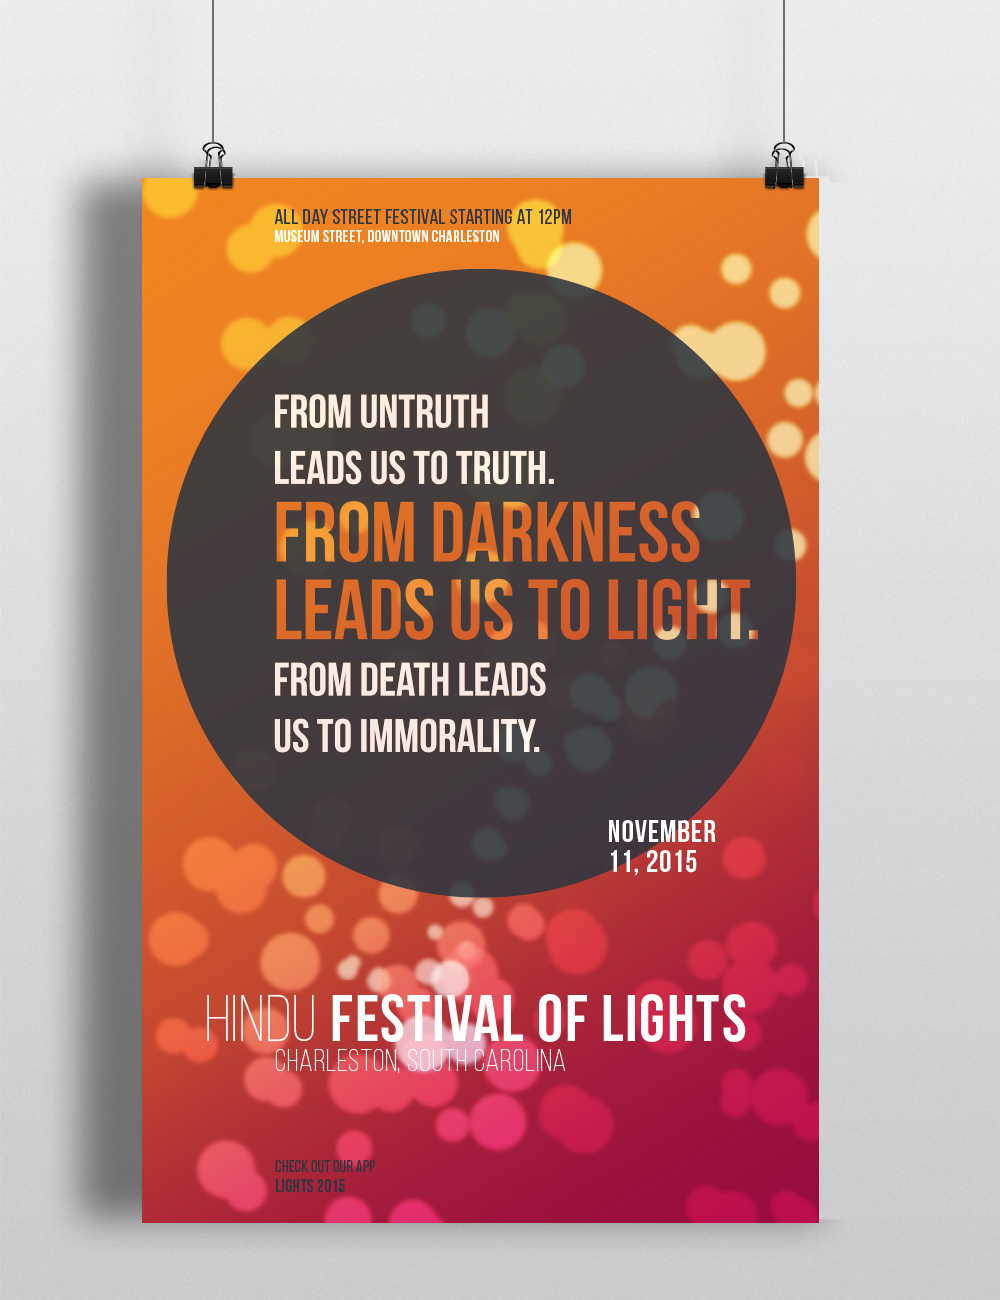 ALL DAY STREET FESTIVAL STARTING AT 12PM
MUSEUM STREET, DOWNTOWN CHARLESTON
FROM UNTRUTH
LEADS US TO TRUTH.
FROM DARKNESS
LEADS US TO LIGHT.
FROM DEATH LEADS
US TO IMMORALITY.
NOVEMBER
11, 2015
HINDU FESTIVAL OF LIGHTS
CHARLESTON, SOUTH CAROLINA
CHECK OUT OUR APP
LIGHTS 2015